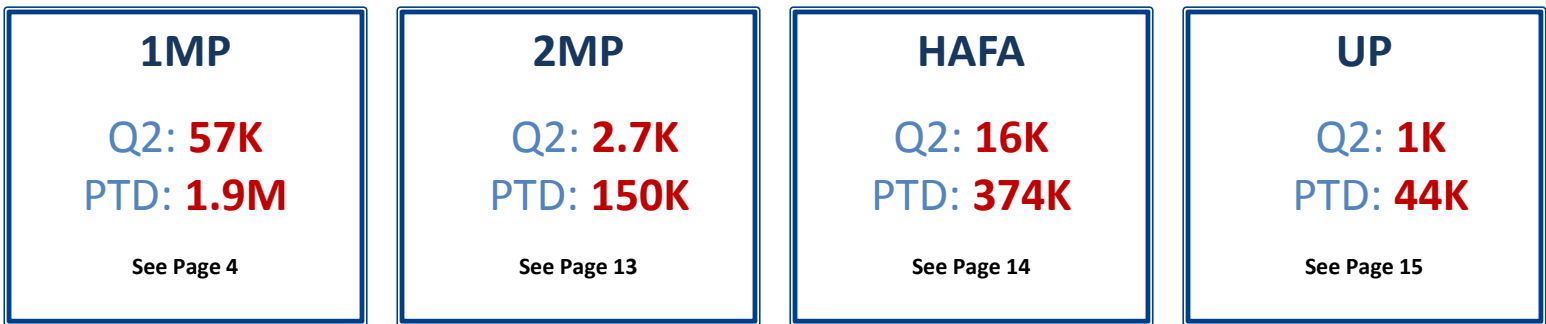 1MP
Q2: 57K
PTD: 1.9M
See Page 4
2MP
Q2: 2.7K
PTD: 150K
See Page 13
HAFA
Q2: 16K
PTD: 374K
See Page 14
UP
Q2: 1K
PTD: 44K
See Page 15